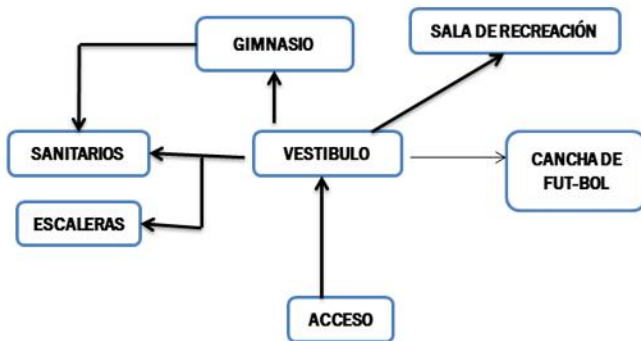 SALA DE RECREACIÓN
GIMNASIO
SANITARIOS
VESTIBULO
CANCHA DE
FUT-BOL
ESCALERAS
ACCESO